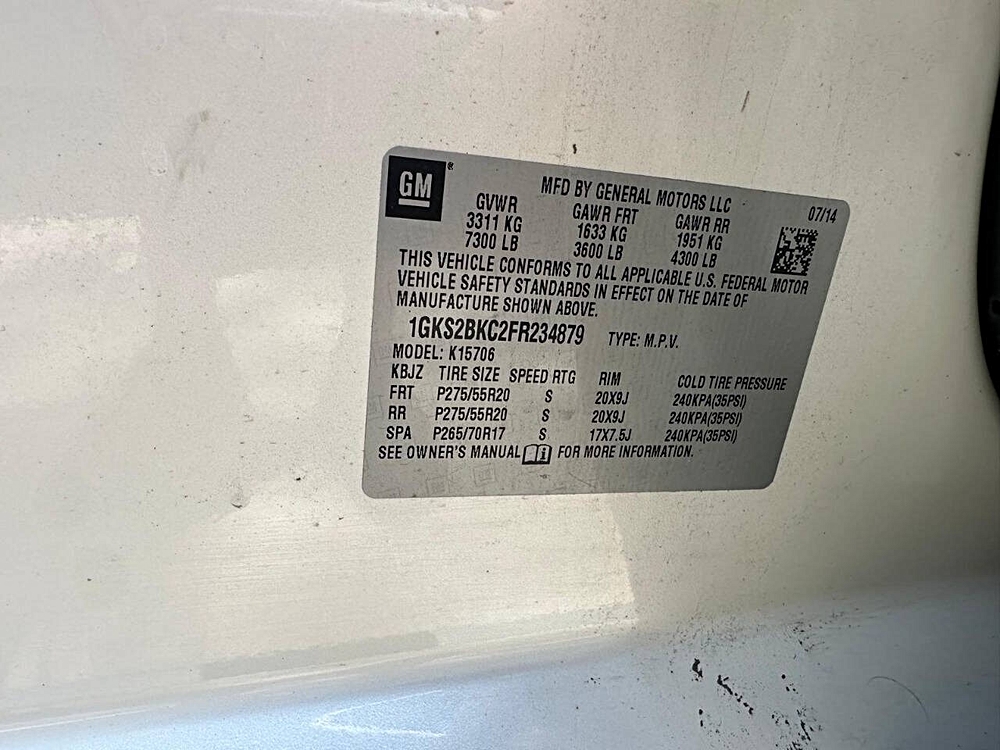 GM®
MFD BY GENERAL MOTORS LLC
07/14
GVWR GAWR FRT GAWR RR
3311 KG 1633 KG 1951 KG
7300 LB 3600 LB 4300 LB
THIS VEHICLE CONFORMS TO ALL APPLICABLE U.S. FEDERAL MOTOR
VEHICLE SAFETY STANDARDS IN EFFECT ON THE DATE OF
MANUFACTURE SHOWN ABOVE.
1GKS2BKC2FR234879 TYPE: M.P.V.
MODEL: K15706
KBJZ TIRE SIZE SPEED RTG RIM COLD TIRE PRESSURE
FRT P275/55R20 S 20X9J 240KPA(35PSI)
RR P275/55R20 S 20X9J 240KPA(35PSI)
SPA P265/70R17 S 17X7.5J 240KPA(35PSI)
SEE OWNER'S MANUAL i FOR MORE INFORMATION.